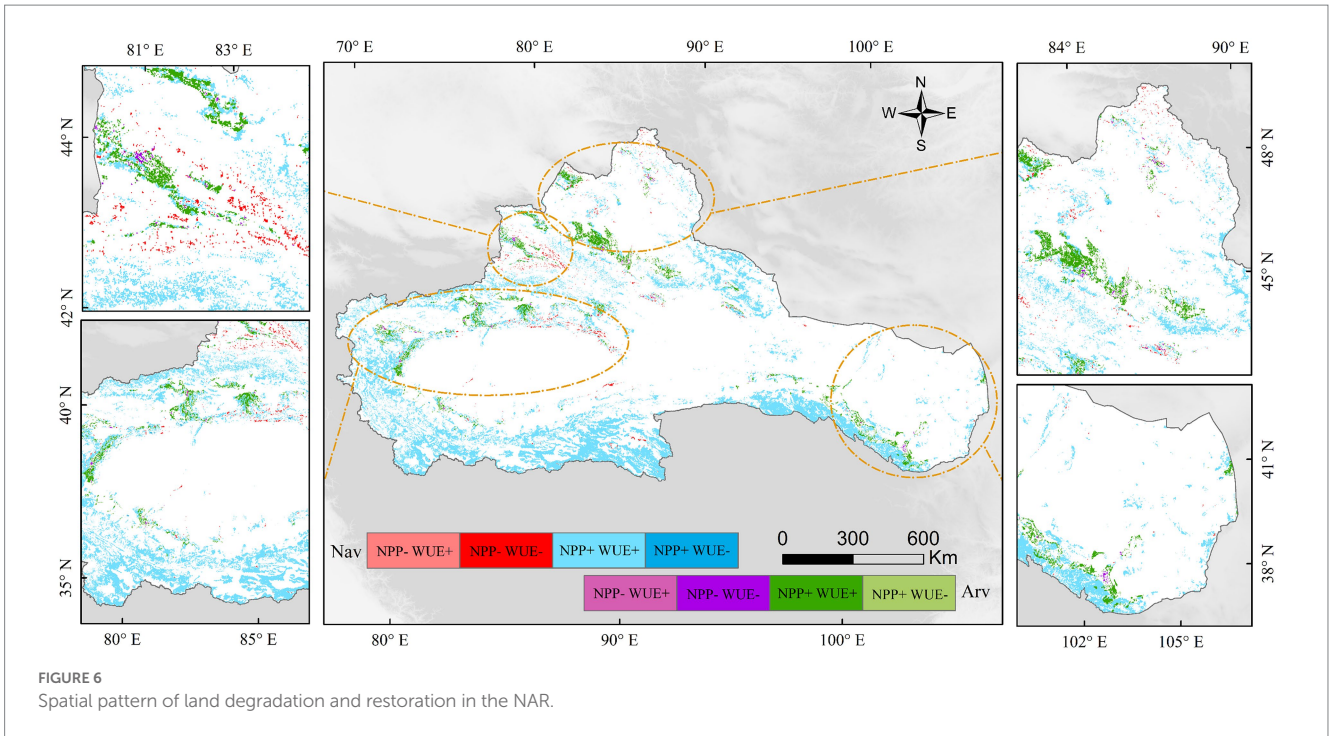 81° E 83° E
44° N
42° N
40° N
35° N
80° E 85° E
70° E 80° E 90° E 100° E
N
W E
S
Nav NPP- WUE+ NPP- WUE- NPP+ WUE+ NPP+ WUE-
NPP- WUE+ NPP- WUE- NPP+ WUE+ NPP+ WUE- Arv
0 300 600
Km
80° E 90° E 100° E
84° E 90° E
48° N
45° N
41° N
38° N
102° E 105° E
FIGURE 6
Spatial pattern of land degradation and restoration in the NAR.